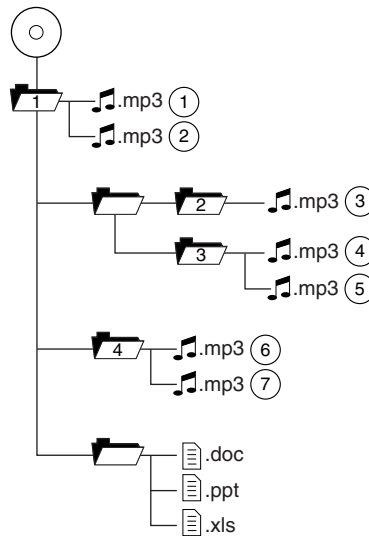 1 .mp3 1
.mp3 2
2 .mp3 3
3 .mp3 4
.mp3 5
4 .mp3 6
.mp3 7
.doc
.ppt
.xls